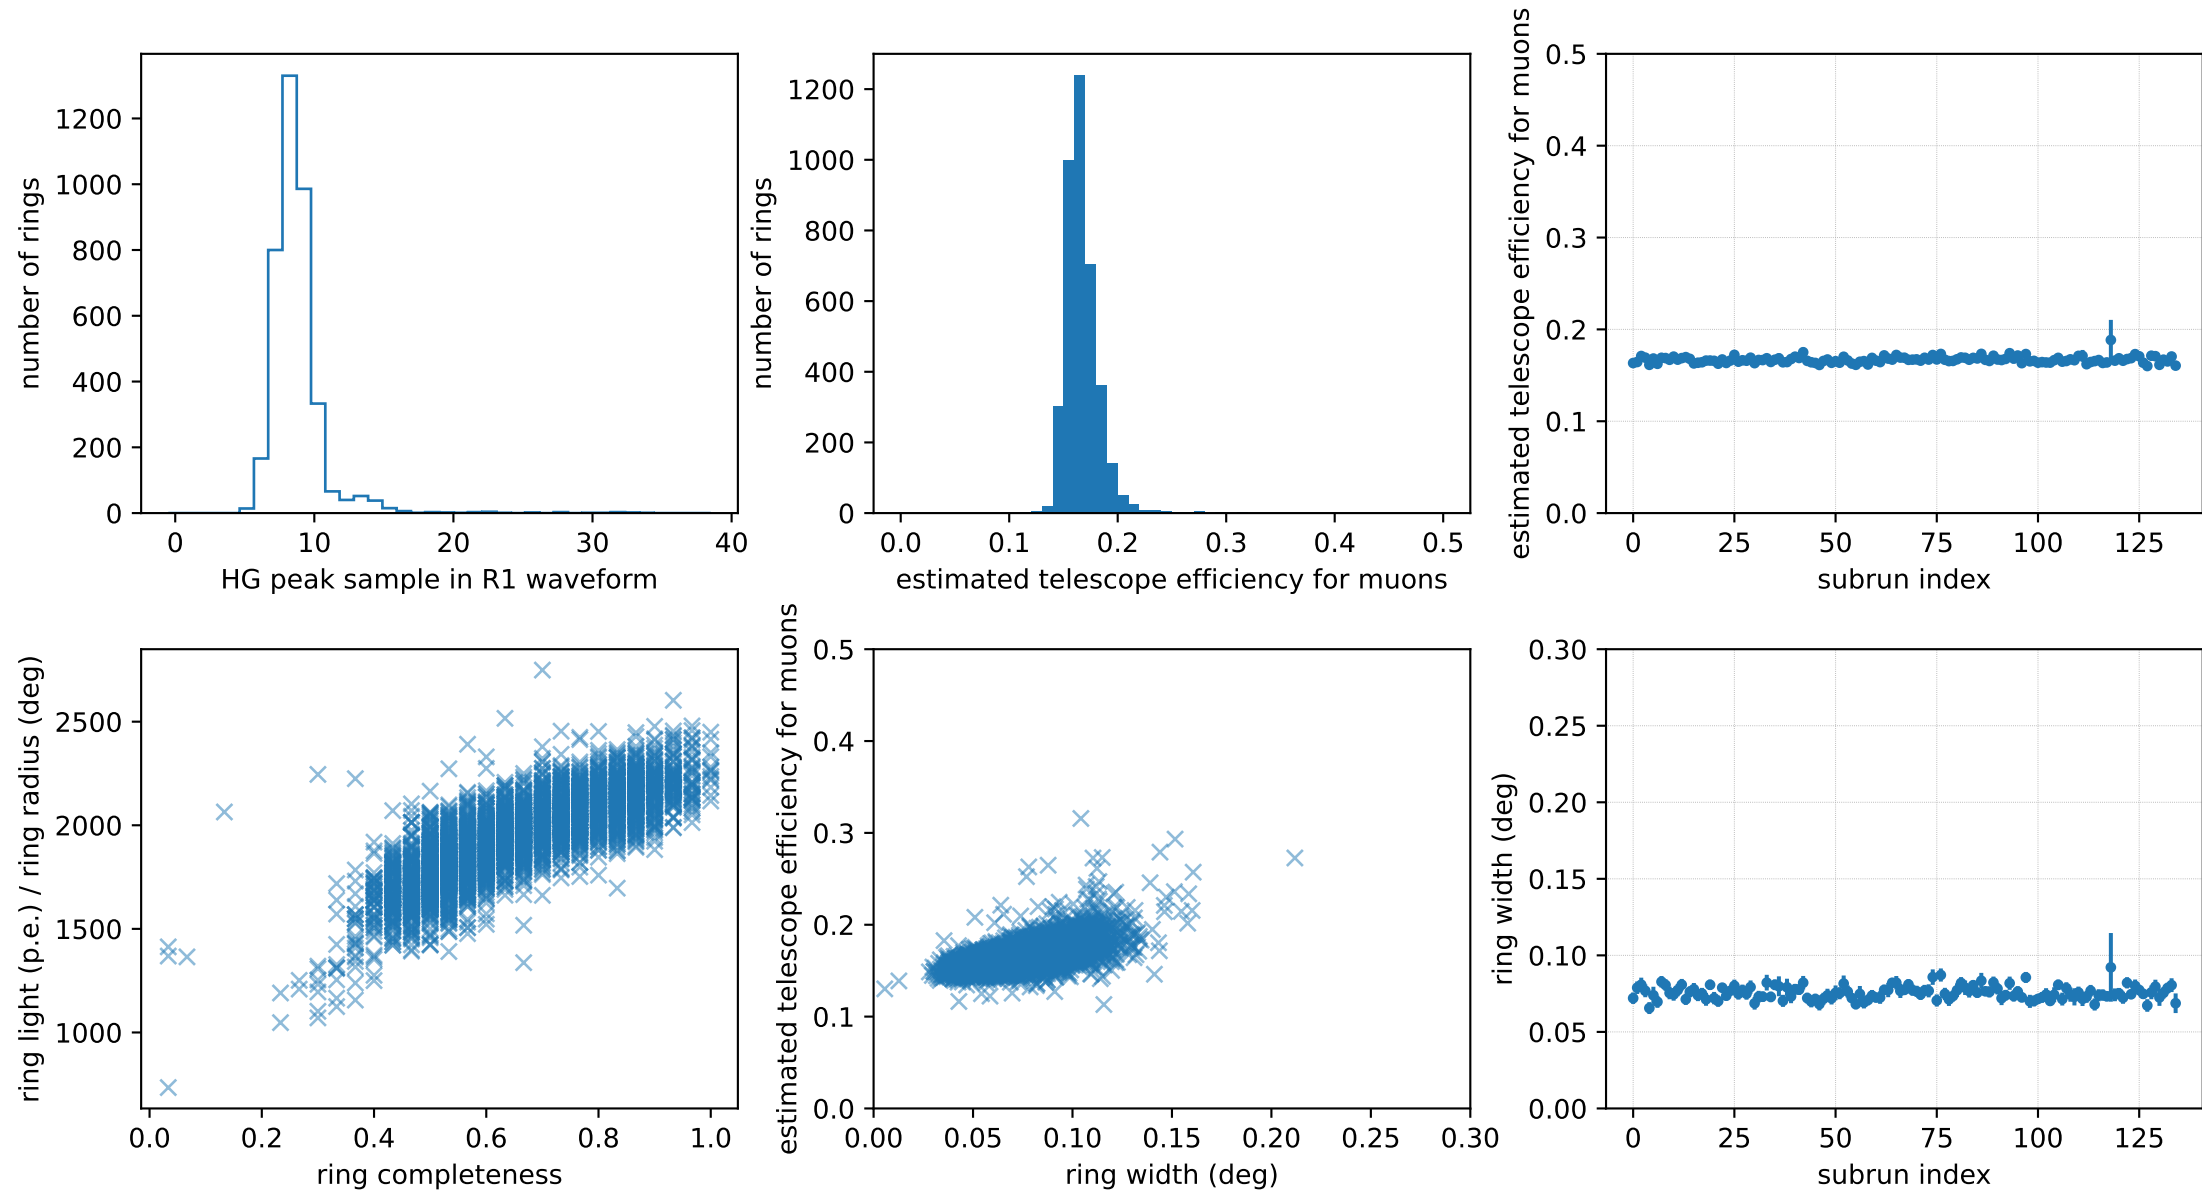 number of rings
1200
1000
800
600
400
200
0
0 10 20 30 40
HG peak sample in R1 waveform
number of rings
1200
1000
800
600
400
200
0
0.0 0.1 0.2 0.3 0.4 0.5
estimated telescope efficiency for muons
estimated telescope efficiency for muons
0.5
0.4
0.3
0.2
0.1
0.0
0 25 50 75 100 125
subrun index
ring light (p.e.) / ring radius (deg)
2500
2000
1500
1000
0.0 0.2 0.4 0.6 0.8 1.0
ring completeness
estimated telescope efficiency for muons
0.5
0.4
0.3
0.2
0.1
0.0
0.00 0.05 0.10 0.15 0.20 0.25 0.30
ring width (deg)
ring width (deg)
0.30
0.25
0.20
0.15
0.10
0.05
0.00
0 25 50 75 100 125
subrun index